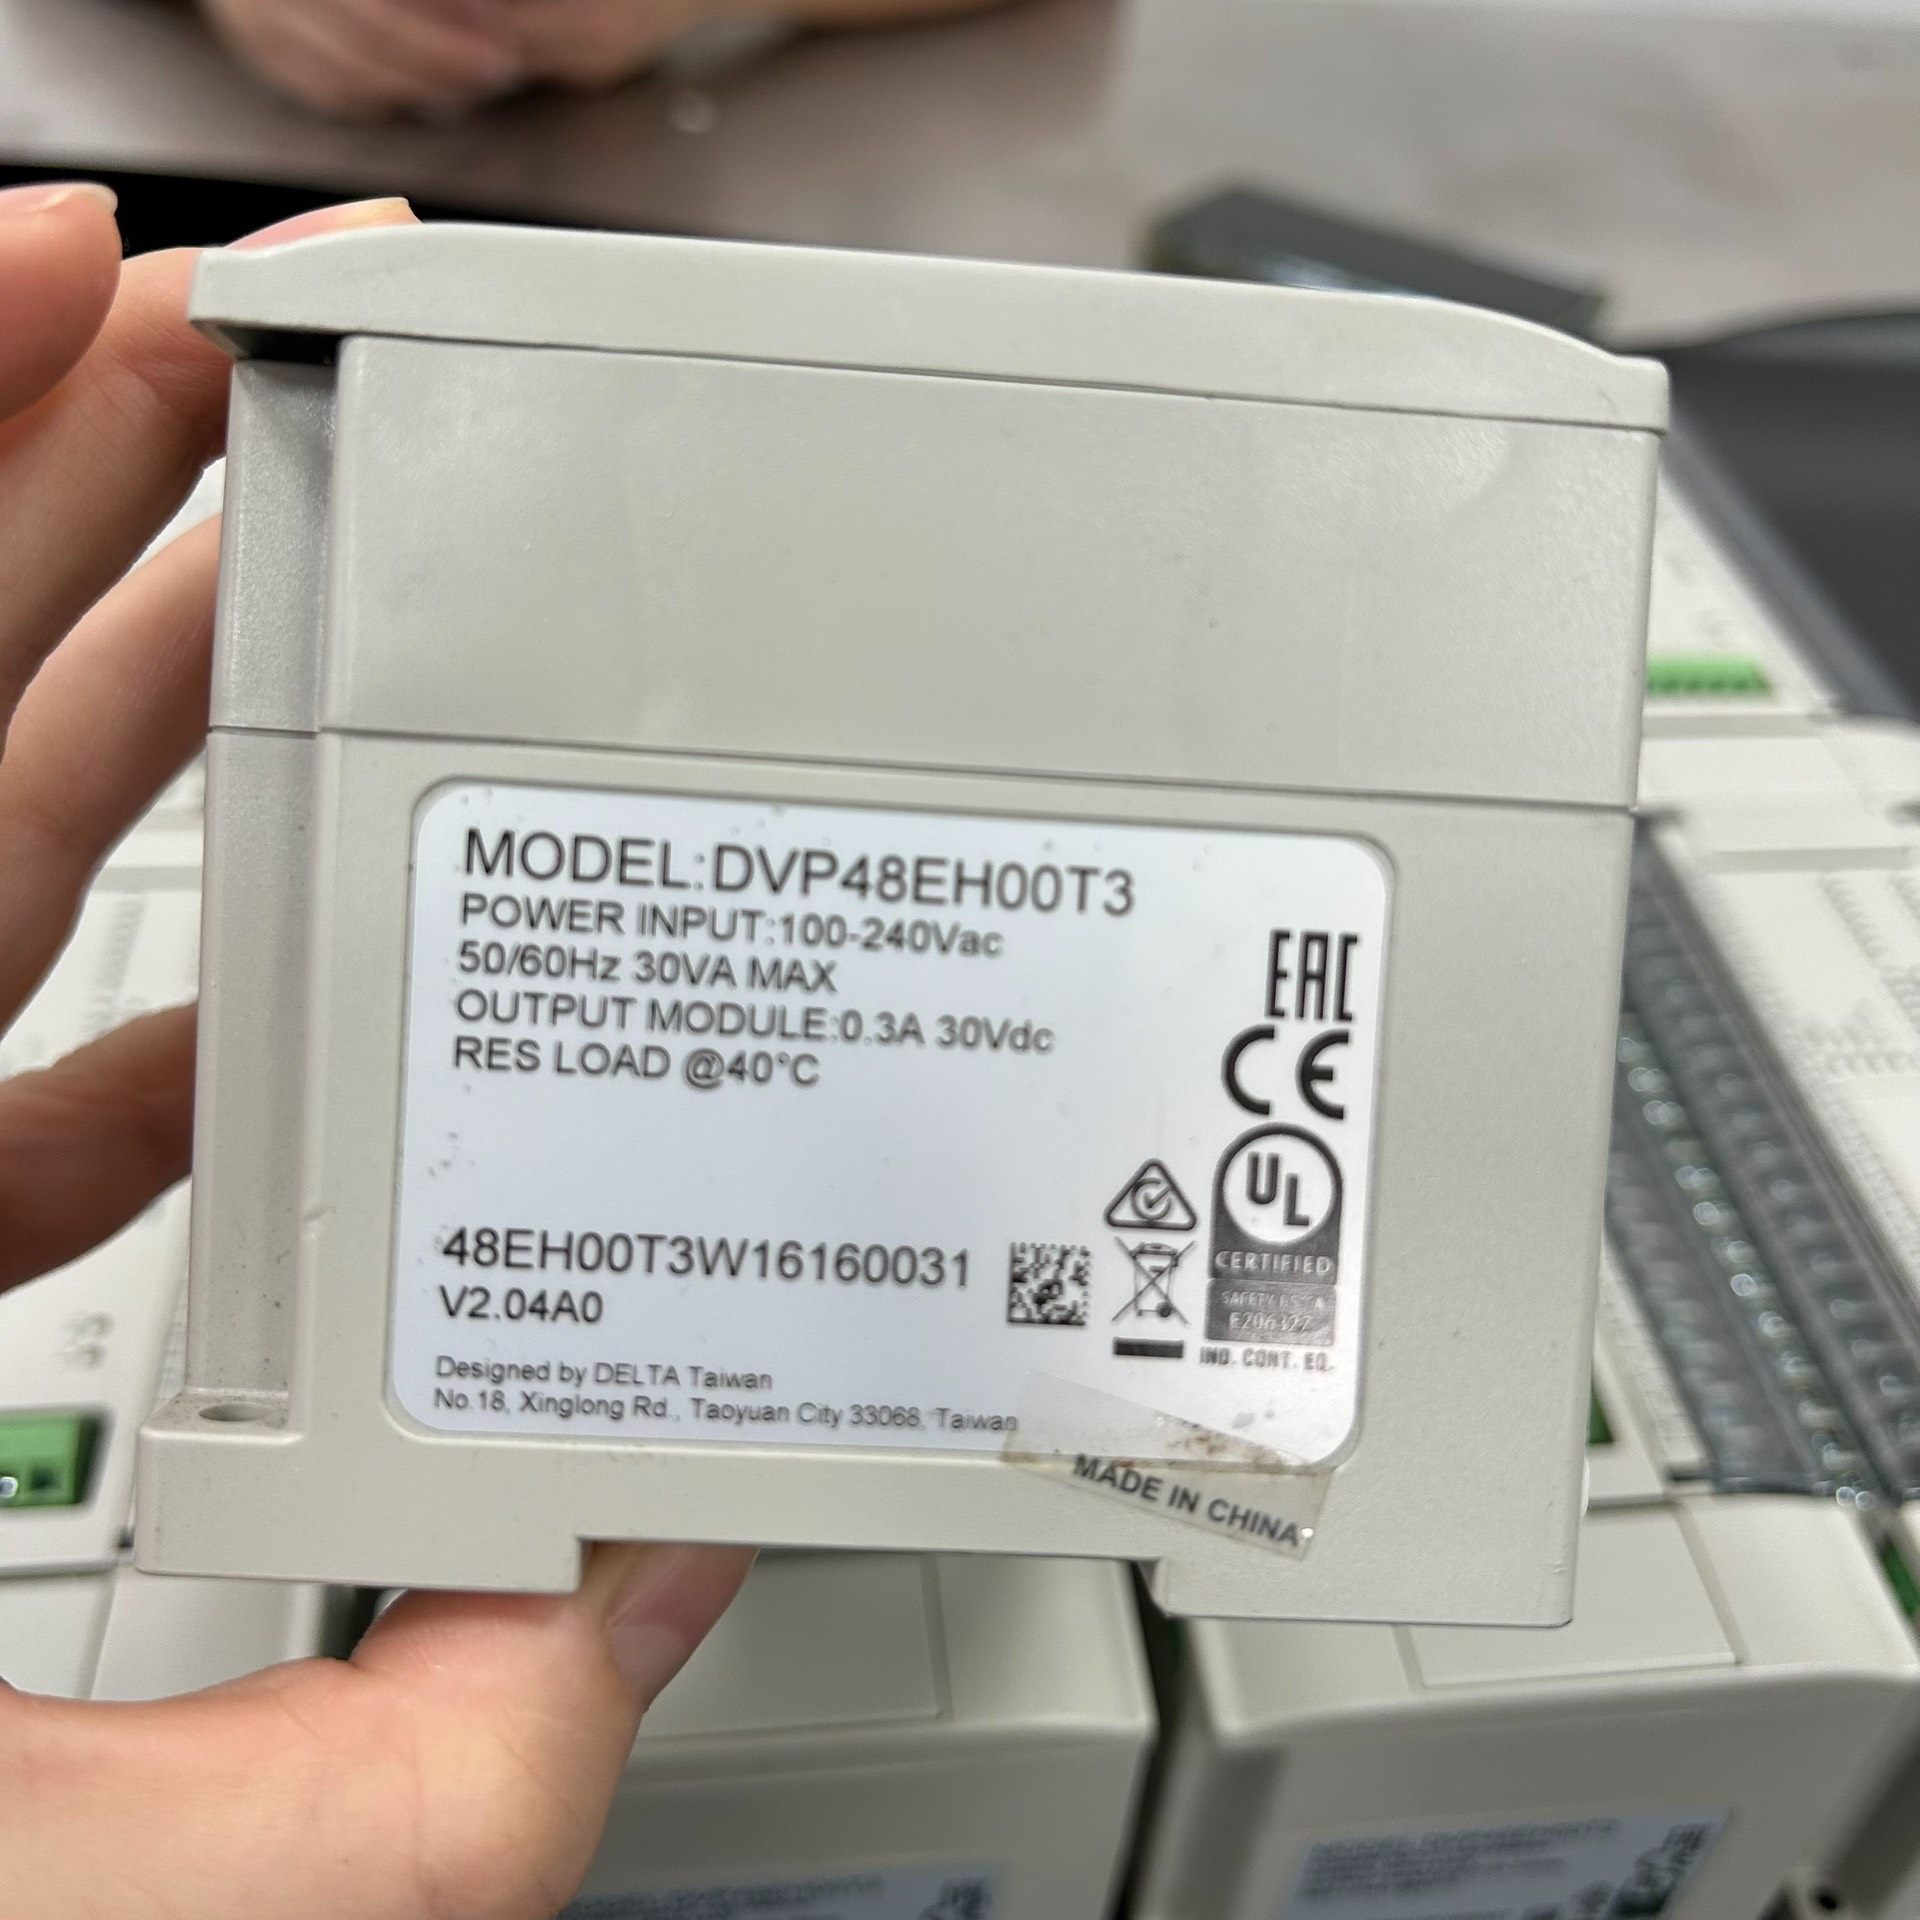 MODEL:DVP48EH00T3
POWER INPUT:100-240Vac
50/60Hz 30VA MAX
OUTPUT MODULE:0.3A 30Vdc
RES LOAD @40°C
EAC
CE
UL
CERTIFIED
SAFETY
E206327
IND. CONT. EQ.
48EH00T3W16160031
V2.04A0
Designed by DELTA Taiwan
No.18, Xinglong Rd., Taoyuan City 33068, Taiwan
MADE IN CHINA